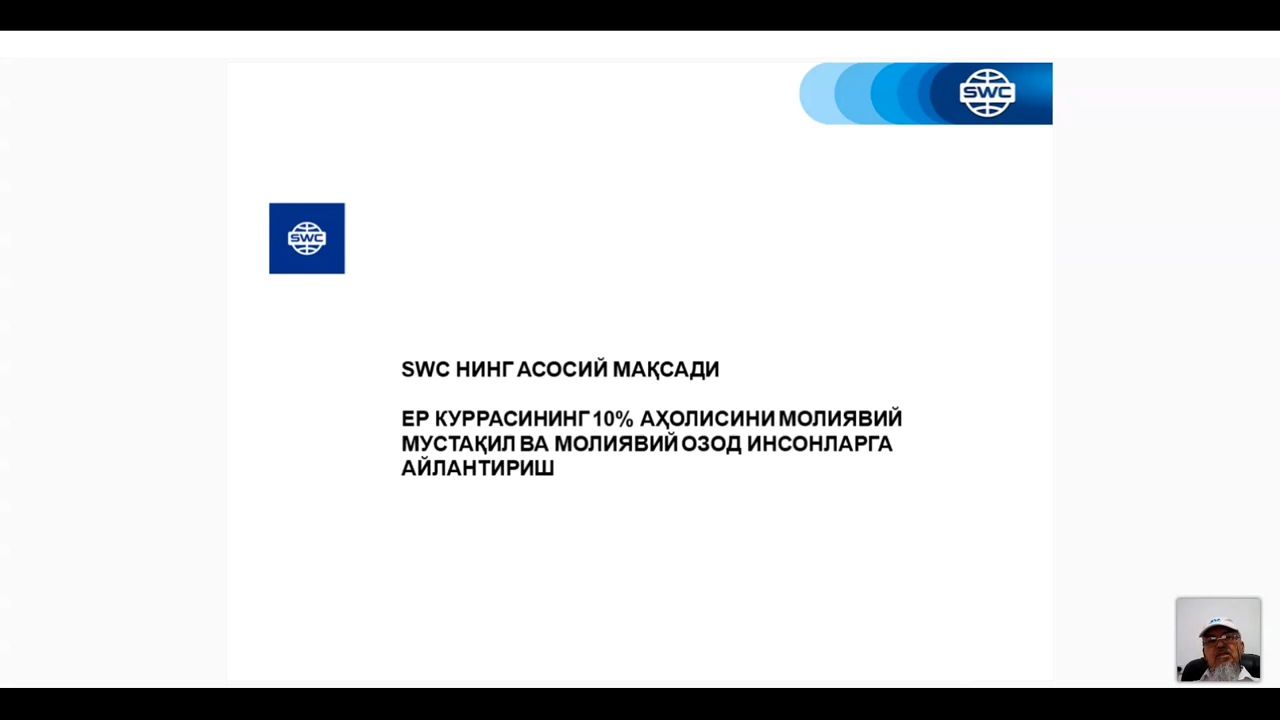 SWC
SWC
SWC НИНГ АСОСИЙ МАҚСАДИ
ЕР КУРРАСИНИНГ 10% АҲОЛИСИНИ МОЛИЯВИЙ
МУСТАҚИЛ ВА МОЛИЯВИЙ ОЗОД ИНСОНЛАРГА
АЙЛАНТИРИШ